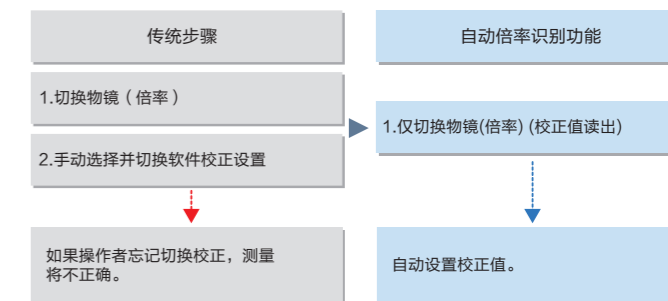 传统步骤
自动倍率识别功能
1.切换物镜（倍率）
2.手动选择并切换软件校正设置
1.仅切换物镜(倍率) (校正值读出)
如果操作者忘记切换校正，测量
将不正确。
自动设置校正值。